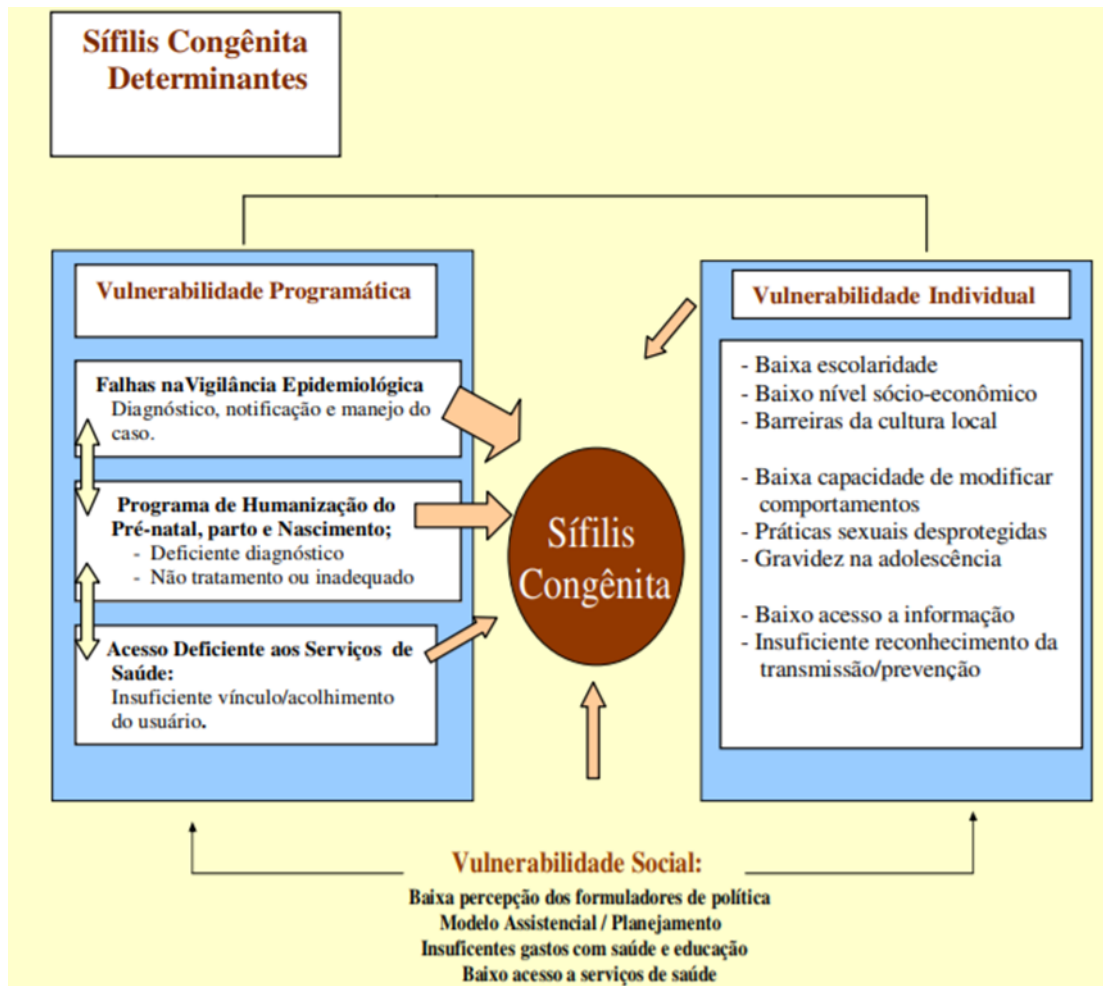 Sífilis Congênita
Determinantes
Vulnerabilidade Programática
Falhas naVigilância Epidemiológica
Diagnóstico, notificação e manejo do
caso.
Programa de Humanização do
Pré-natal, parto e Nascimento;
- Deficiente diagnóstico
- Não tratamento ou inadequado
Acesso Deficiente aos Serviços de
Saúde:
Insuficiente vínculo/acolhimento
do usuário.
Sífilis
Congênita
Vulnerabilidade Individual
- Baixa escolaridade
- Baixo nível sócio-econômico
- Barreiras da cultura local
- Baixa capacidade de modificar
comportamentos
- Práticas sexuais desprotegidas
- Gravidez na adolescência
- Baixo acesso a informação
- Insuficiente reconhecimento da
transmissão/prevenção
Vulnerabilidade Social:
Baixa percepção dos formuladores de política
Modelo Assistencial / Planejamento
Insuficentes gastos com saúde e educação
Baixo acesso a serviços de saúde